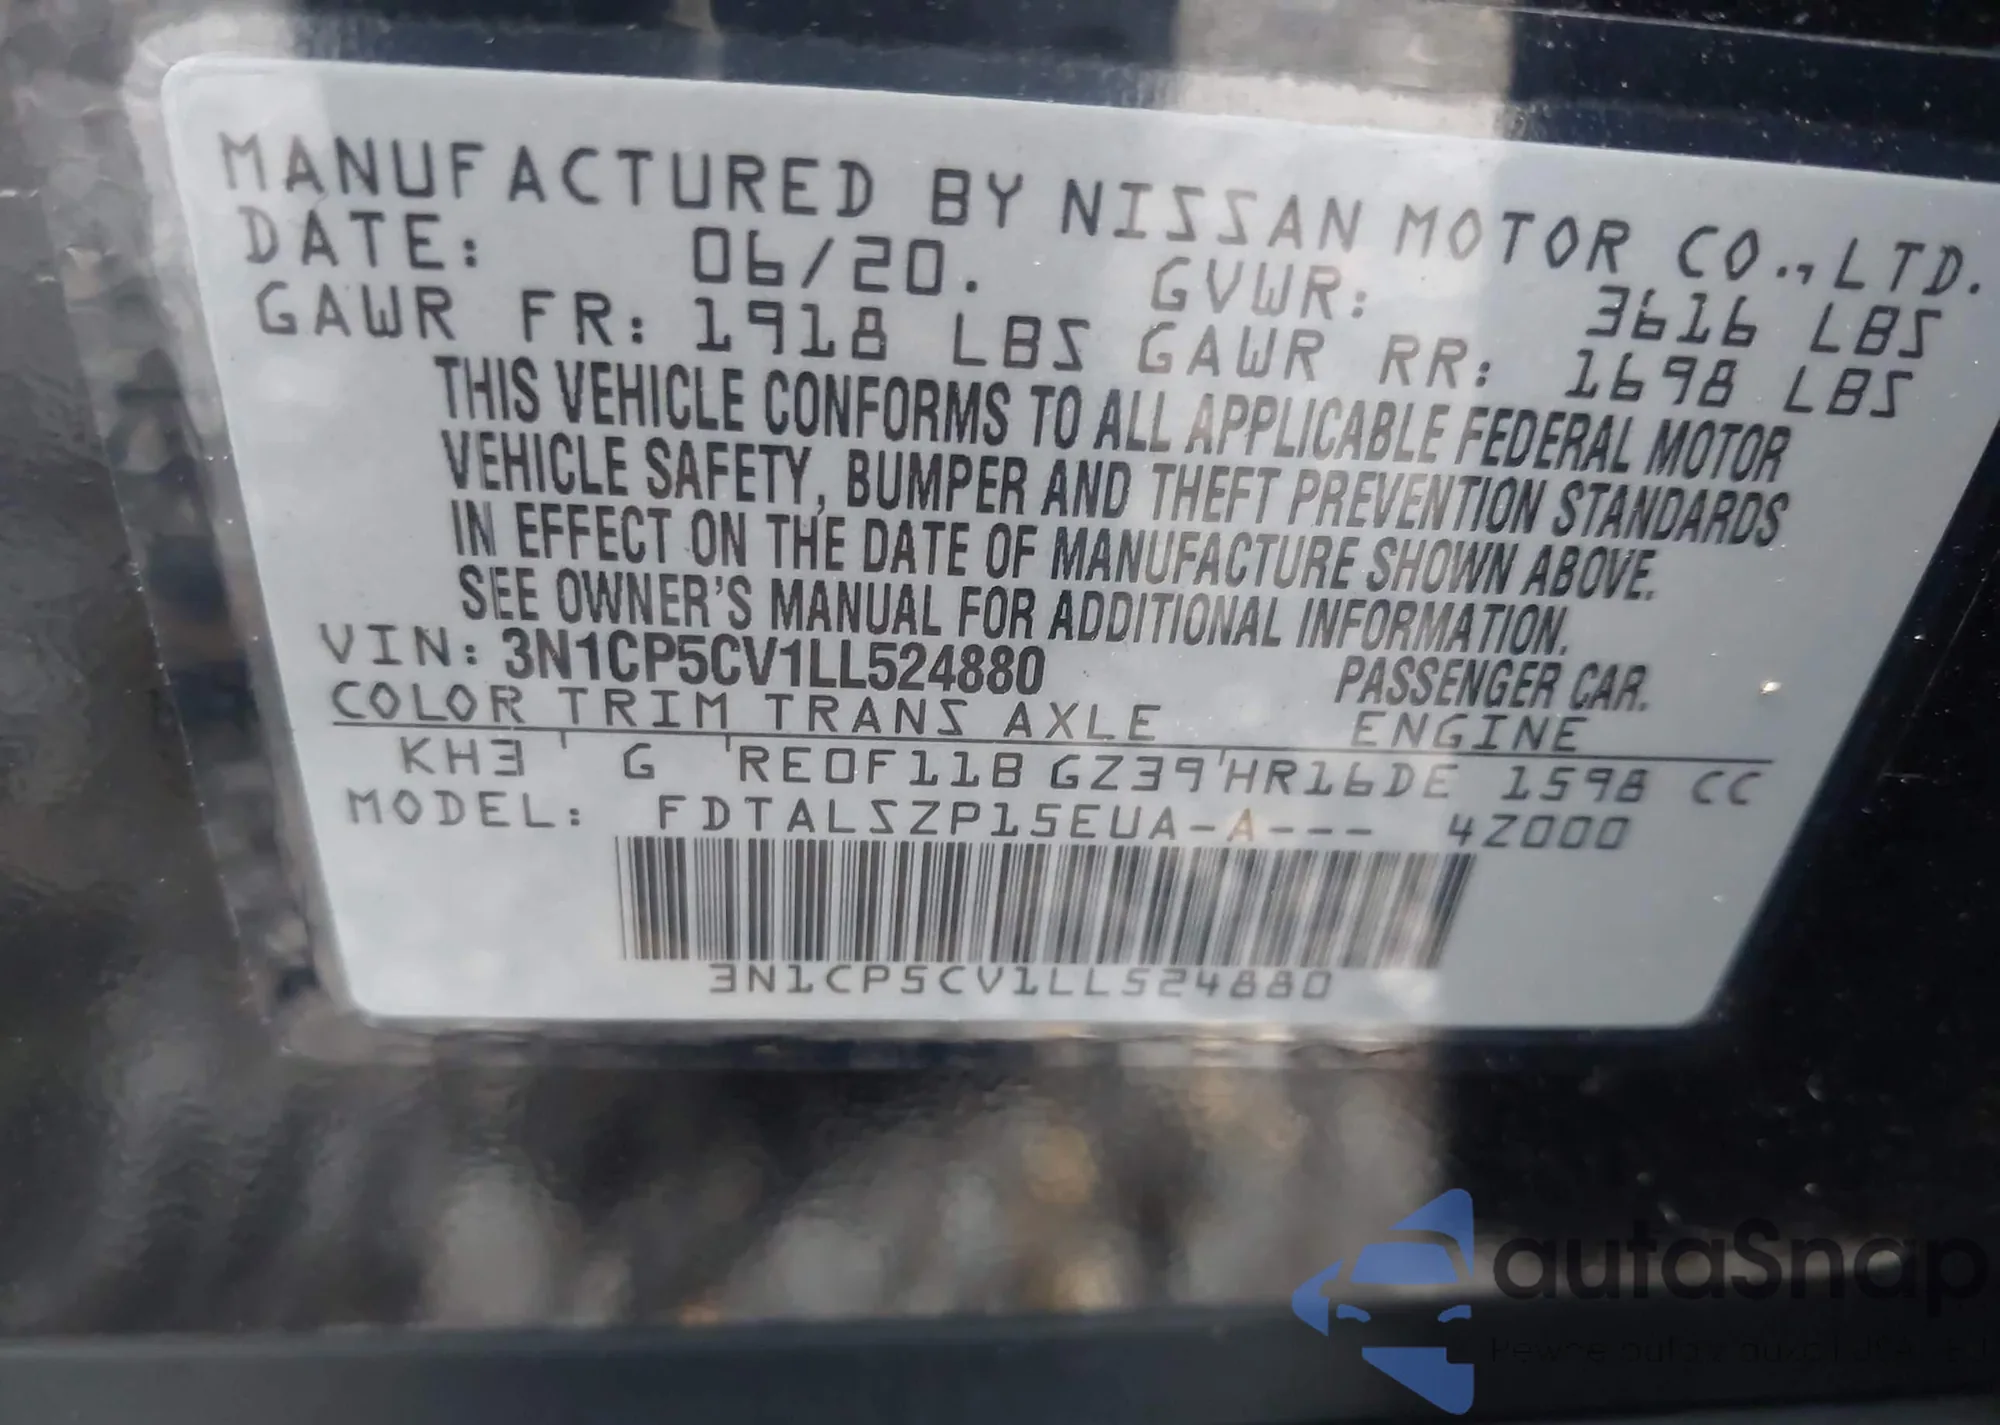 MANUFACTURED BY NISSAN MOTOR CO.,LTD.
DATE: 06/20. GVWR: 3616 LBS
GAWR FR: 1918 LBS GAWR RR: 1698 LBS
THIS VEHICLE CONFORMS TO ALL APPLICABLE FEDERAL MOTOR
VEHICLE SAFETY, BUMPER AND THEFT PREVENTION STANDARDS
IN EFFECT ON THE DATE OF MANUFACTURE SHOWN ABOVE.
SEE OWNER'S MANUAL FOR ADDITIONAL INFORMATION.
VIN: 3N1CP5CV1LL524880 PASSENGER CAR.
COLOR TRIM TRANS AXLE ENGINE
KH3 G RE0F11B GZ39 HR16DE 1598 CC
MODEL: FDTALSZP15EUA-A--- 4Z000
3N1CP5CV1LL524880
autaSnap